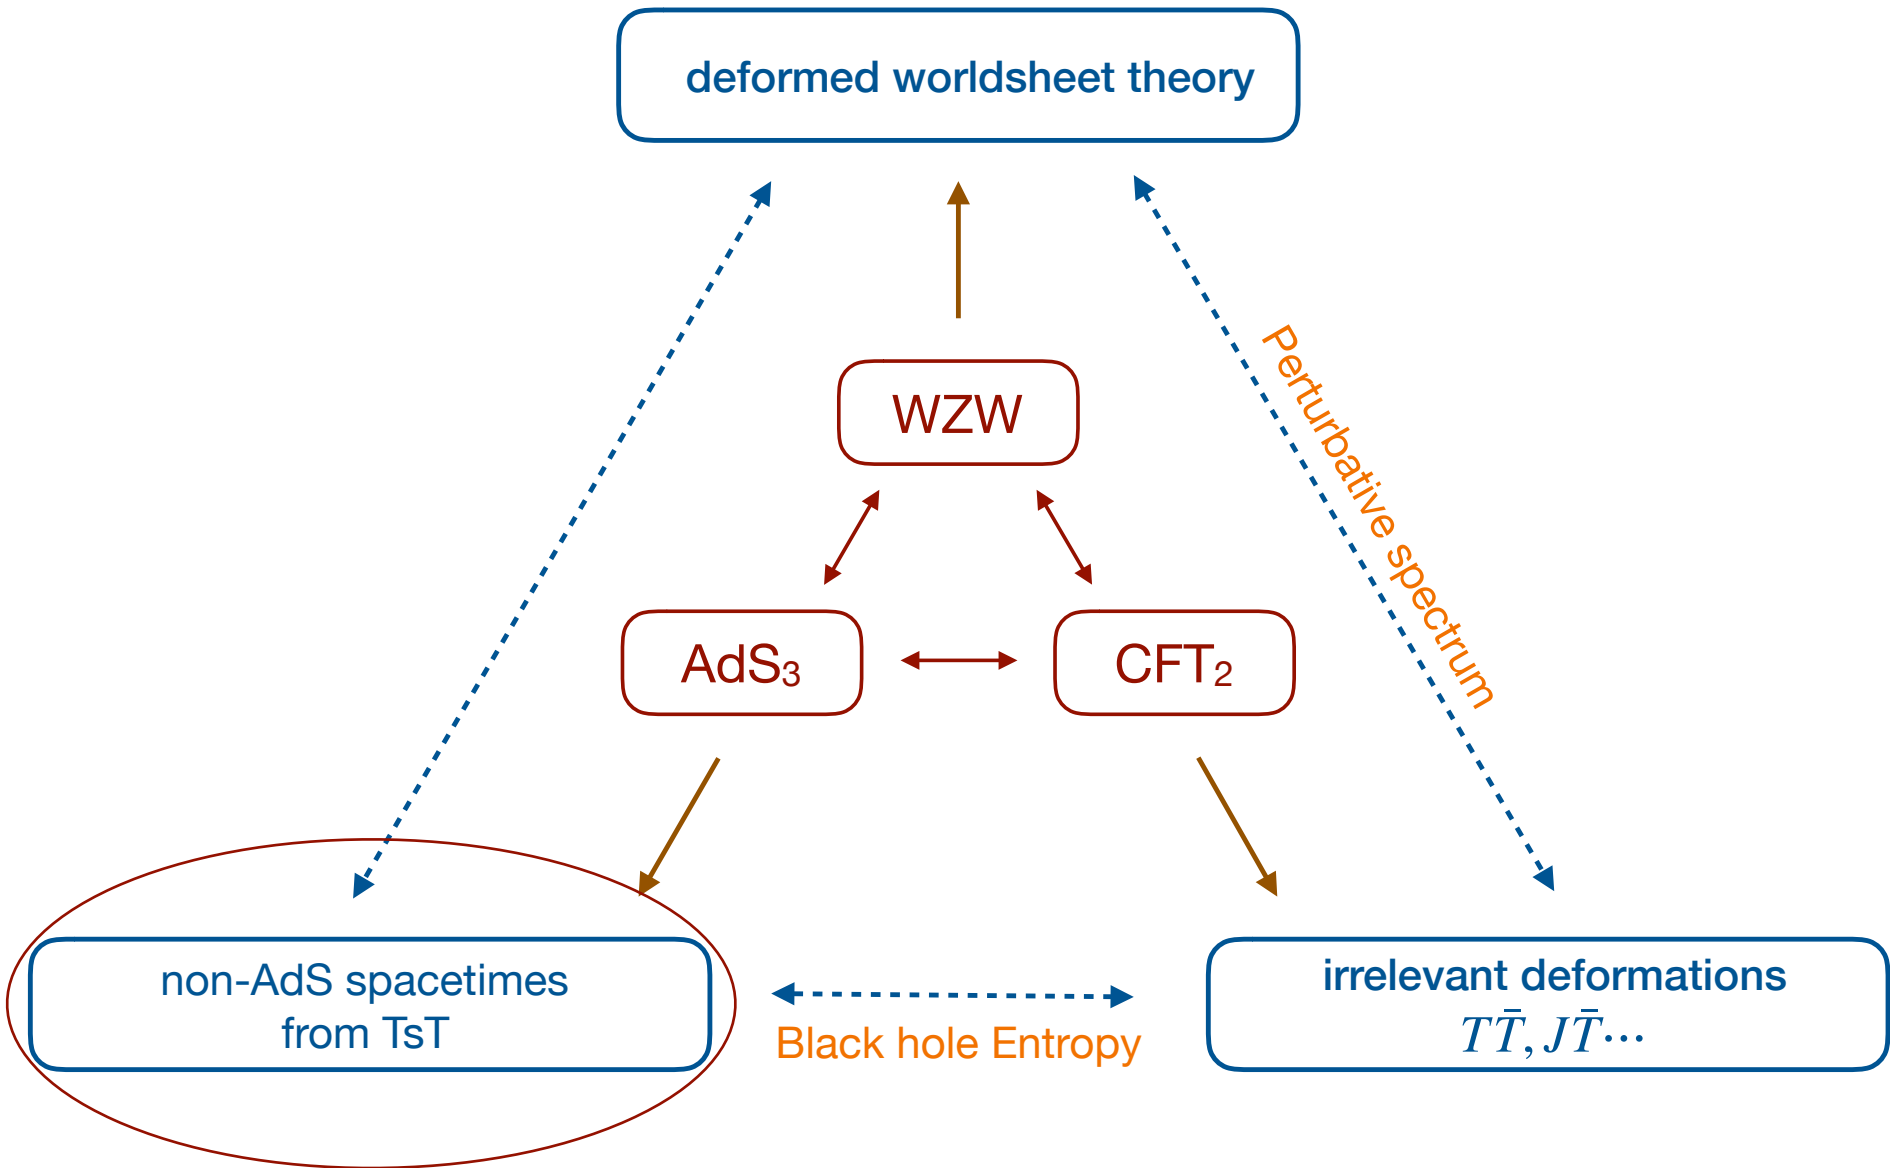 deformed worldsheet theory
WZW
Perturbative spectrum
AdS₃
CFT₂
non-AdS spacetimes
from TsT
Black hole Entropy
irrelevant deformations
TT̄, JT̄⋯